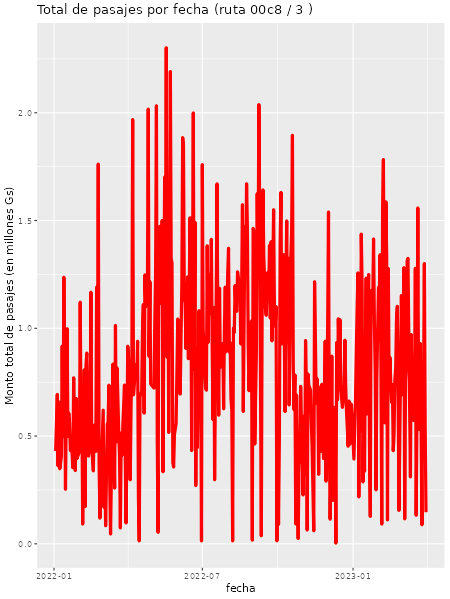 Total de pasajes por fecha (ruta 00c8 / 3 )
Monto total de pasajes (en millones Gs)
2.0
1.5
1.0
0.5
0.0
2022-01
2022-07
2023-01
fecha